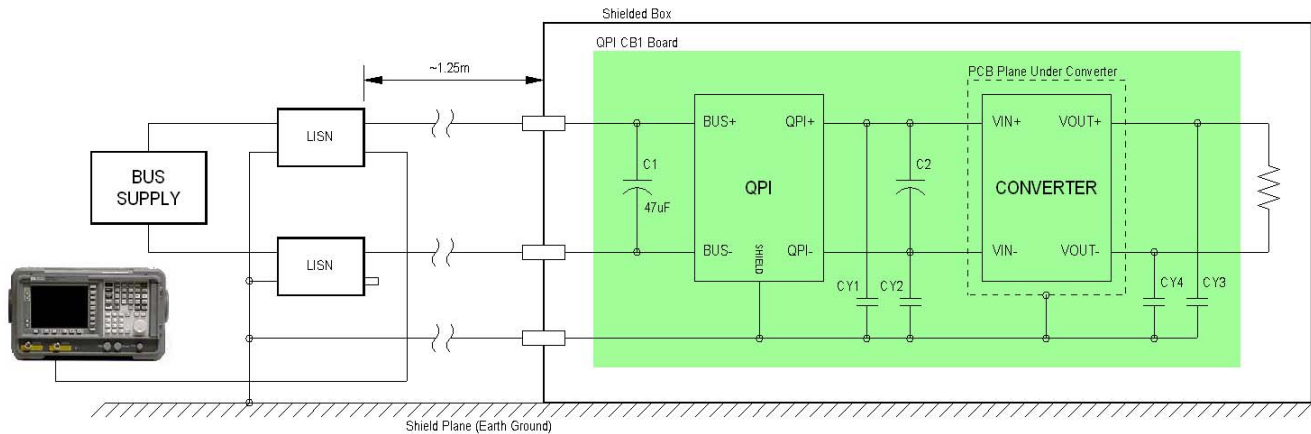 Shielded Box
QPI CB1 Board
~1.25m
PCB Plane Under Converter
LISN
BUS+
QPI+
VIN+
VOUT+
BUS
SUPPLY
C1
47uF
QPI
C2
CONVERTER
LISN
BUS-
SHIELD
QPI-
VIN-
VOUT-
CY1
CY2
CY4
CY3
Shield Plane (Earth Ground)